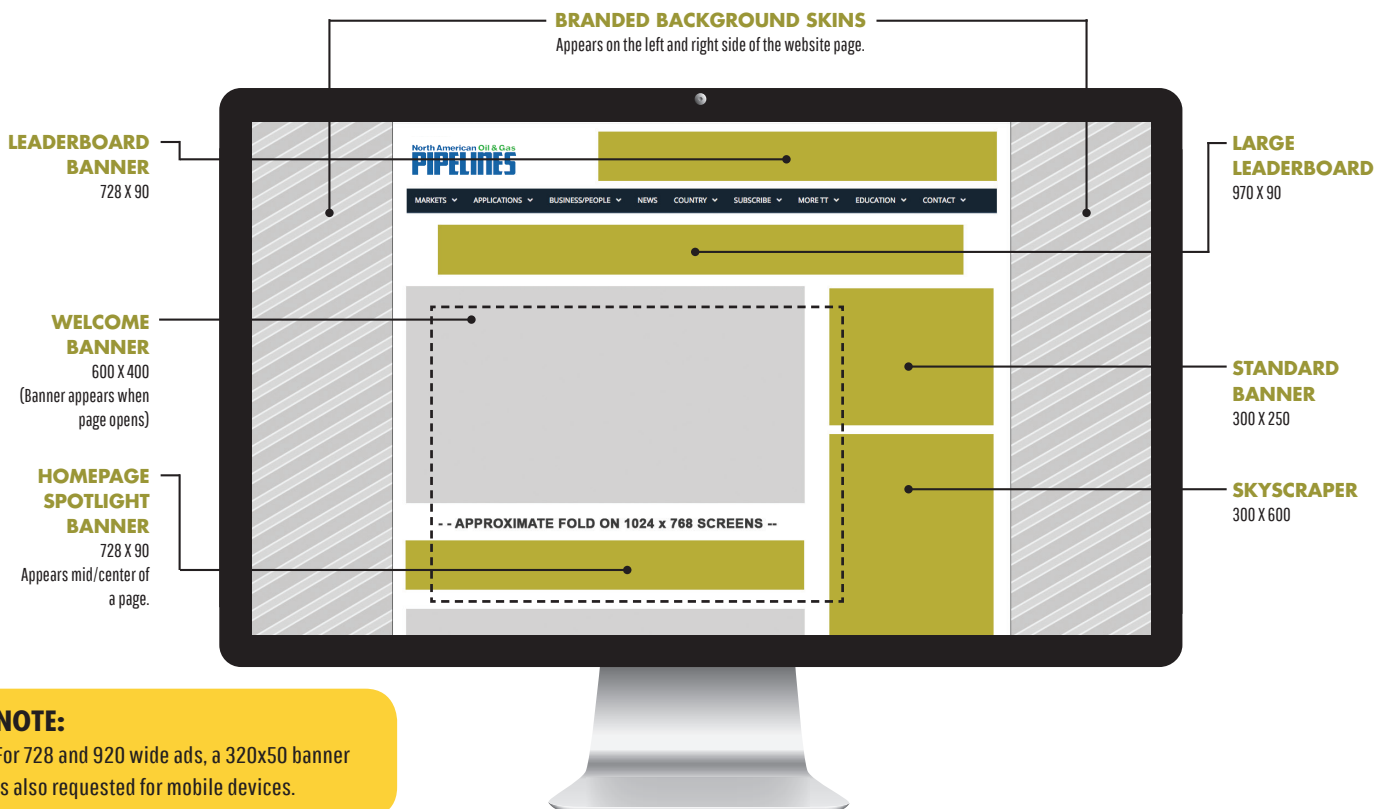 BRANDED BACKGROUND SKINS
Appears on the left and right side of the website page.
LEADERBOARD
BANNER
728 X 90
LARGE
LEADERBOARD
970 X 90
North American Oil & Gas
PIPELINES
MARKETS APPLICATIONS BUSINESS/PEOPLE NEWS COUNTRY SUBSCRIBE MORE TT EDUCATION CONTACT
WELCOME
BANNER
600 X 400
(Banner appears when
page opens)
STANDARD
BANNER
300 X 250
HOMEPAGE
SPOTLIGHT
BANNER
728 X 90
Appears mid/center of
a page.
SKYSCRAPER
300 X 600
- - APPROXIMATE FOLD ON 1024 x 768 SCREENS --
NOTE:
For 728 and 920 wide ads, a 320x50 banner
is also requested for mobile devices.